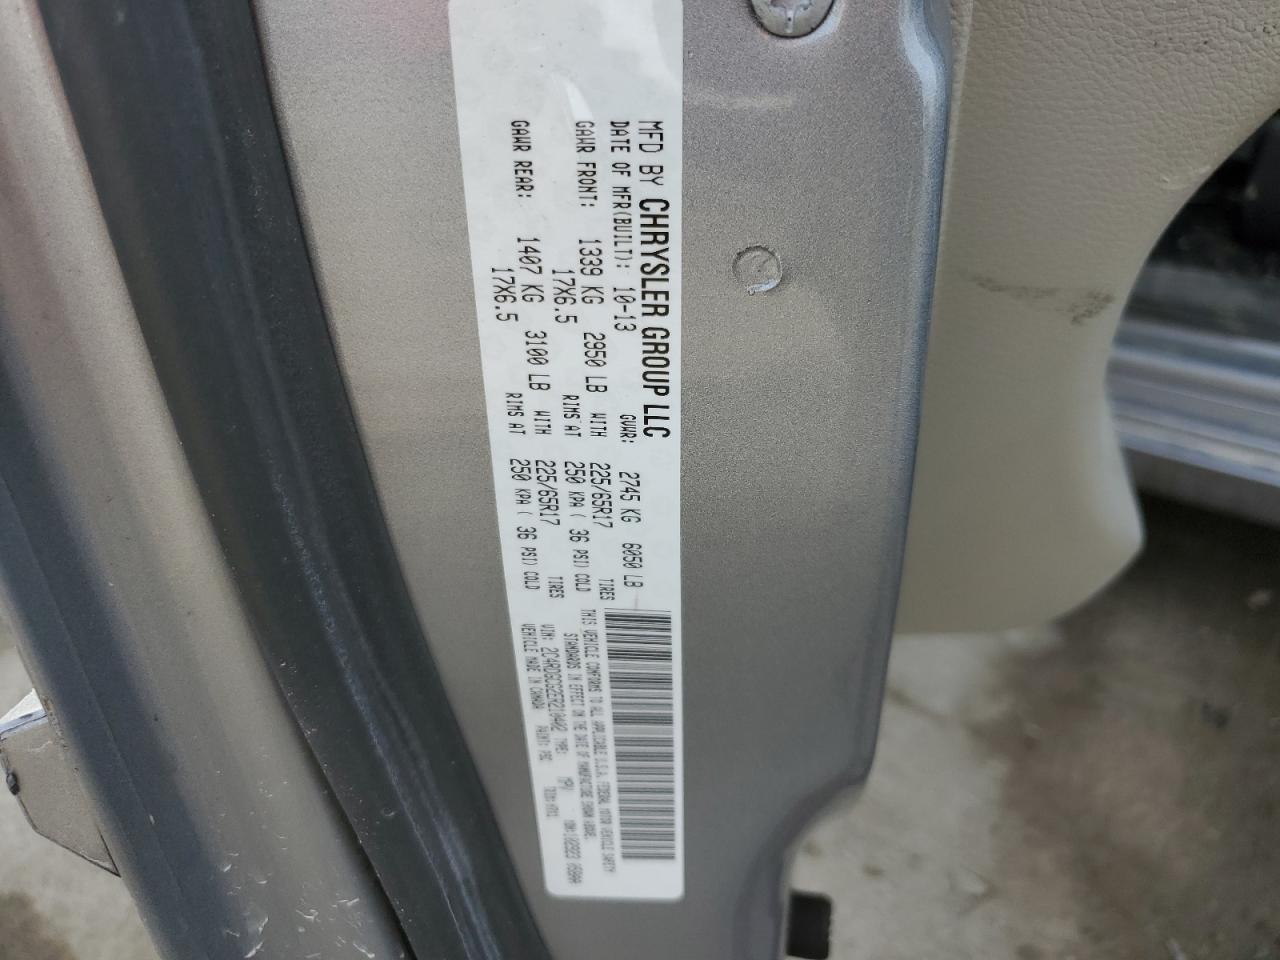 MFD BY CHRYSLER GROUP LLC
DATE OF MFR(BUILT): 10-13 GVWR: 2745 KG 6050 LB
GAWR FRONT: 1339 KG 2950 LB WITH 225/65R17 TIRES
17X6.5 RIMS AT 250 KPA ( 36 PSI) COLD
GAWR REAR: 1407 KG 3100 LB WITH 225/65R17 TIRES
17X6.5 RIMS AT 250 KPA ( 36 PSI) COLD
THIS VEHICLE CONFORMS TO ALL APPLICABLE U.S.A. FEDERAL MOTOR VEHICLE SAFETY
STANDARDS IN EFFECT ON THE DATE OF MANUFACTURE SHOWN ABOVE.
VIN: TYPE: MPV
VEHICLE MADE IN CANADA PAINT: